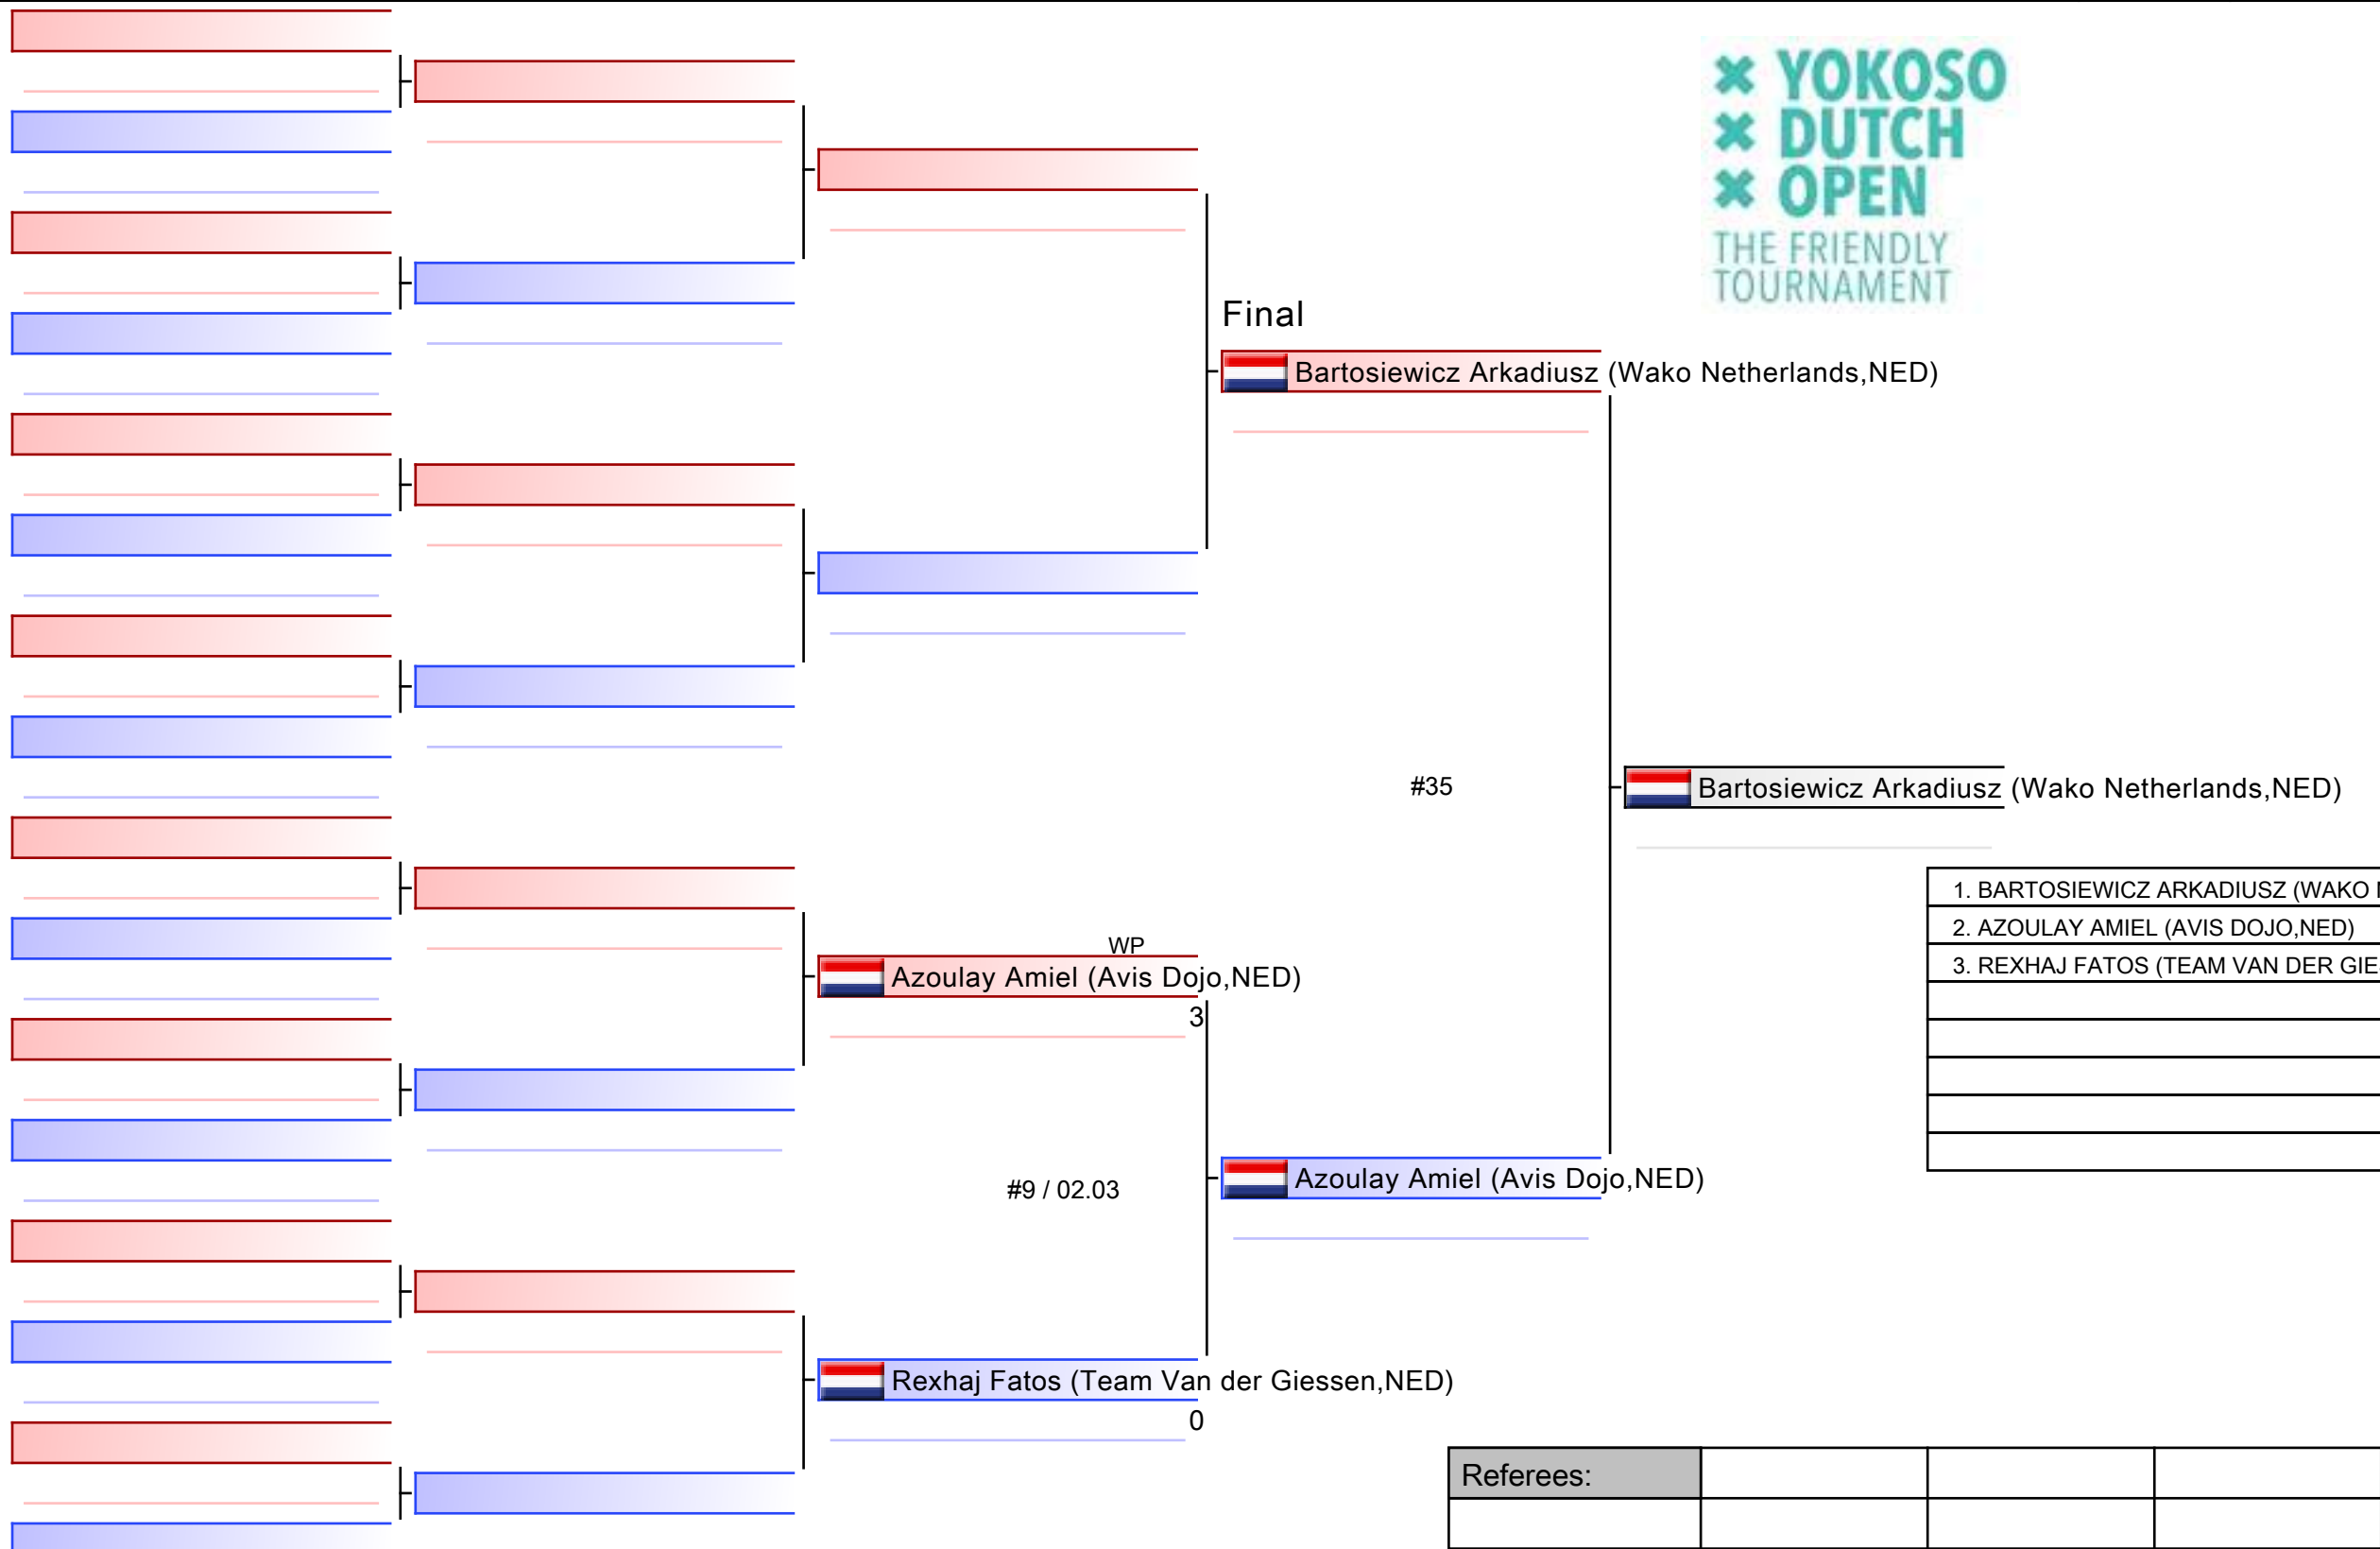 YOKOSO
DUTCH
OPEN
THE FRIENDLY
TOURNAMENT
Final
Bartosiewicz Arkadiusz (Wako Netherlands,NED)
#35
Bartosiewicz Arkadiusz (Wako Netherlands,NED)
1. BARTOSIEWICZ ARKADIUSZ (WAKO
2. AZOULAY AMIEL (AVIS DOJO,NED)
3. REXHAJ FATOS (TEAM VAN DER GIE
WP
Azoulay Amiel (Avis Dojo,NED)
3
#9 / 02.03
Azoulay Amiel (Avis Dojo,NED)
Rexhaj Fatos (Team Van der Giessen,NED)
0
Referees: